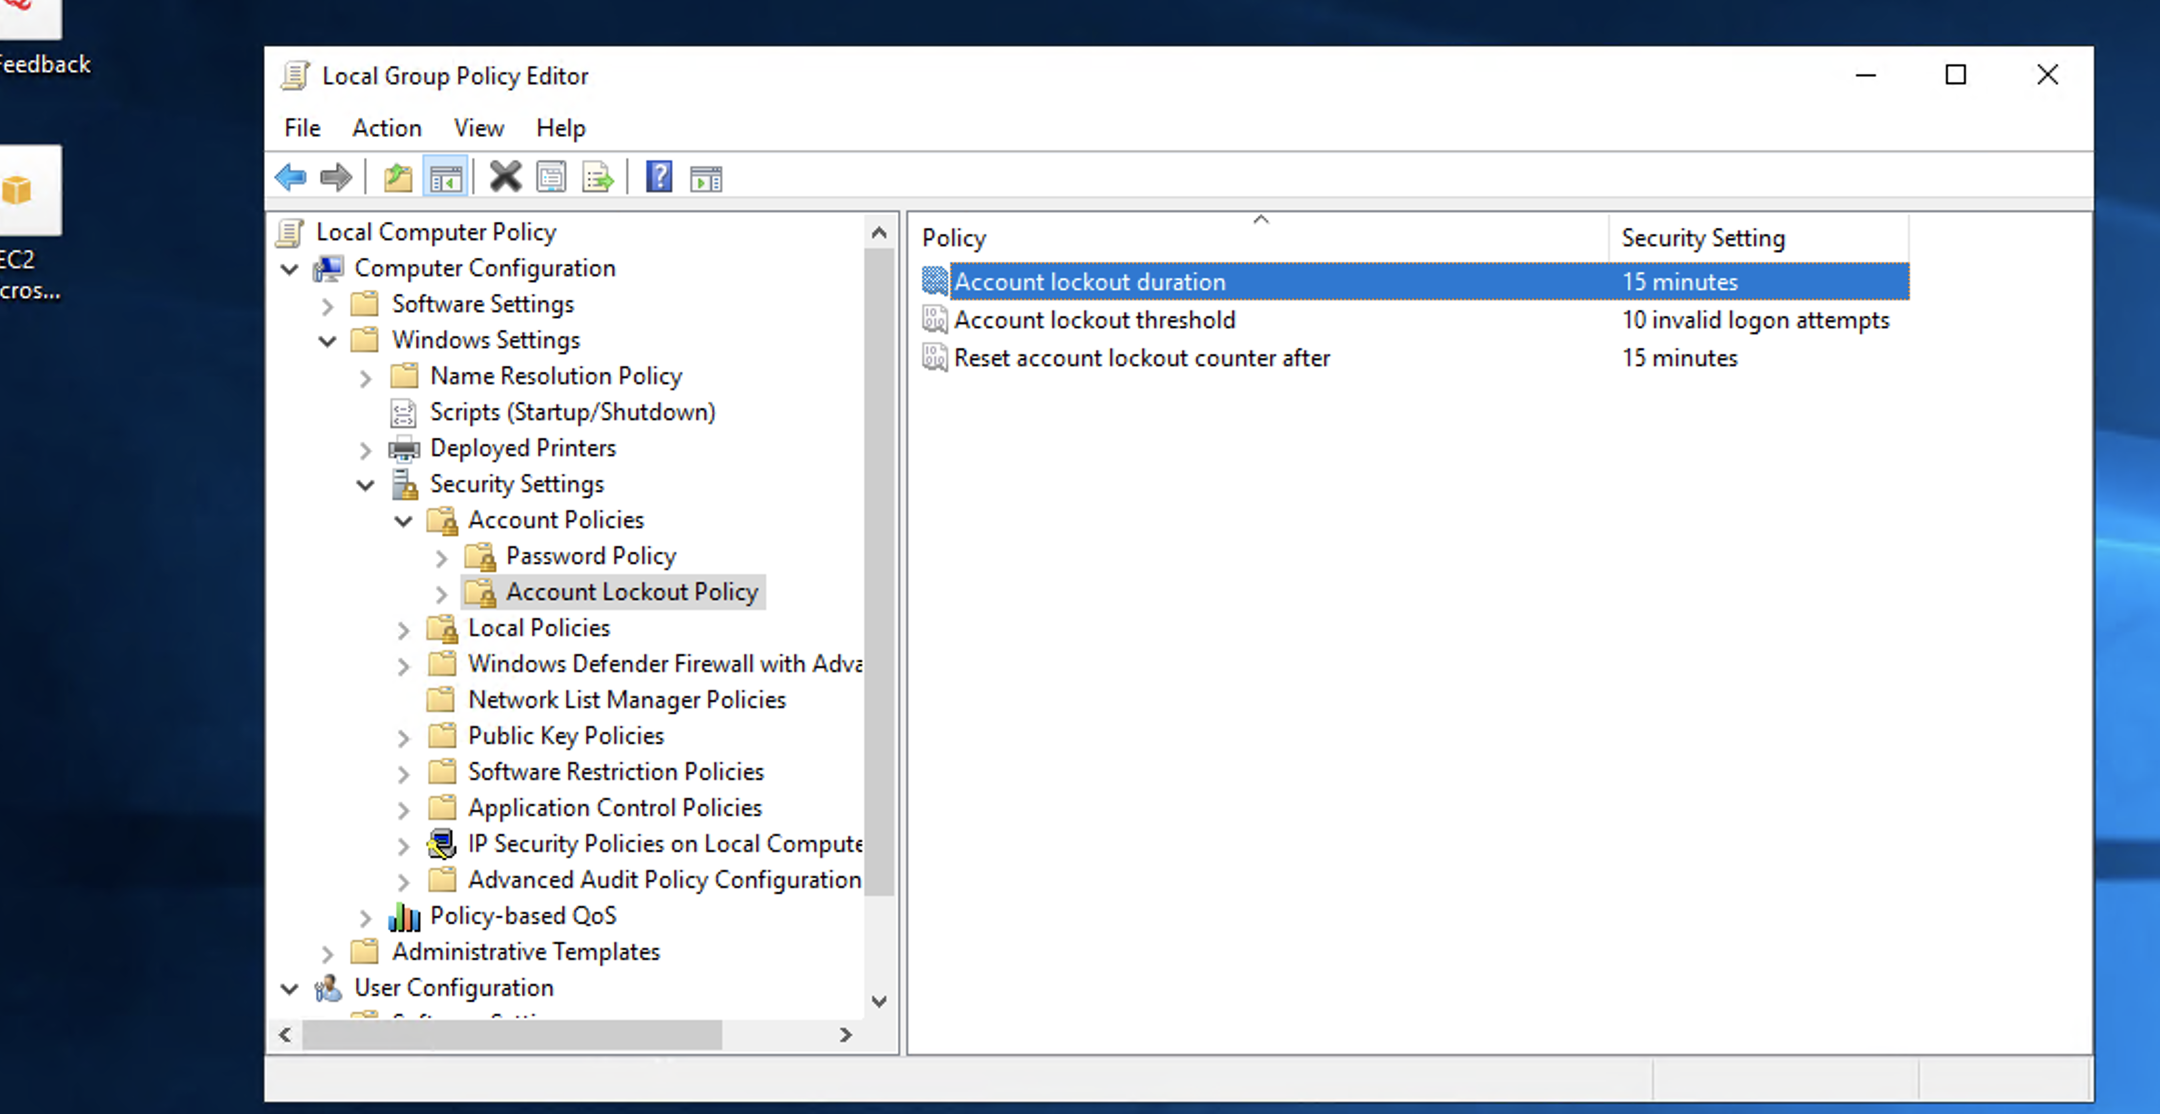 Feedback
EC2
cros...
Local Group Policy Editor
File Action View Help
Local Computer Policy
Computer Configuration
Software Settings
Windows Settings
Name Resolution Policy
Scripts (Startup/Shutdown)
Deployed Printers
Security Settings
Account Policies
Password Policy
Account Lockout Policy
Local Policies
Windows Defender Firewall with Adva
Network List Manager Policies
Public Key Policies
Software Restriction Policies
Application Control Policies
IP Security Policies on Local Compute
Advanced Audit Policy Configuration
Policy-based QoS
Administrative Templates
User Configuration
Policy Security Setting
Account lockout duration 15 minutes
Account lockout threshold 10 invalid logon attempts
Reset account lockout counter after 15 minutes